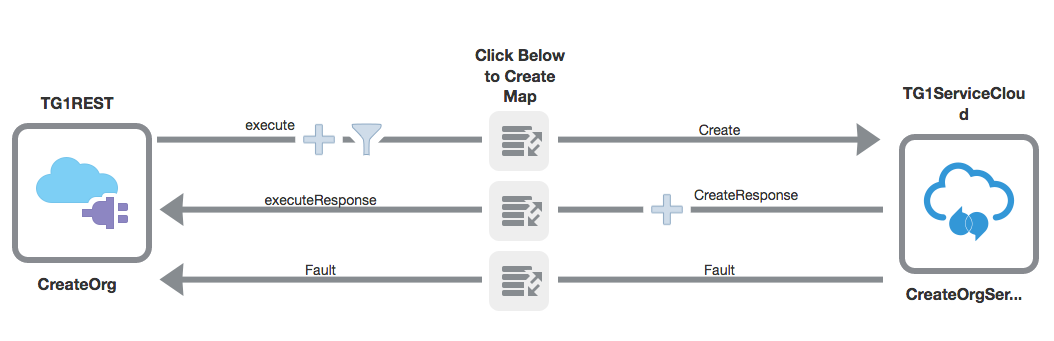 Click Below
to Create
Map
TG1REST
TG1ServiceClou
d
execute
Create
executeResponse
CreateResponse
Fault
Fault
CreateOrg
CreateOrgSer...